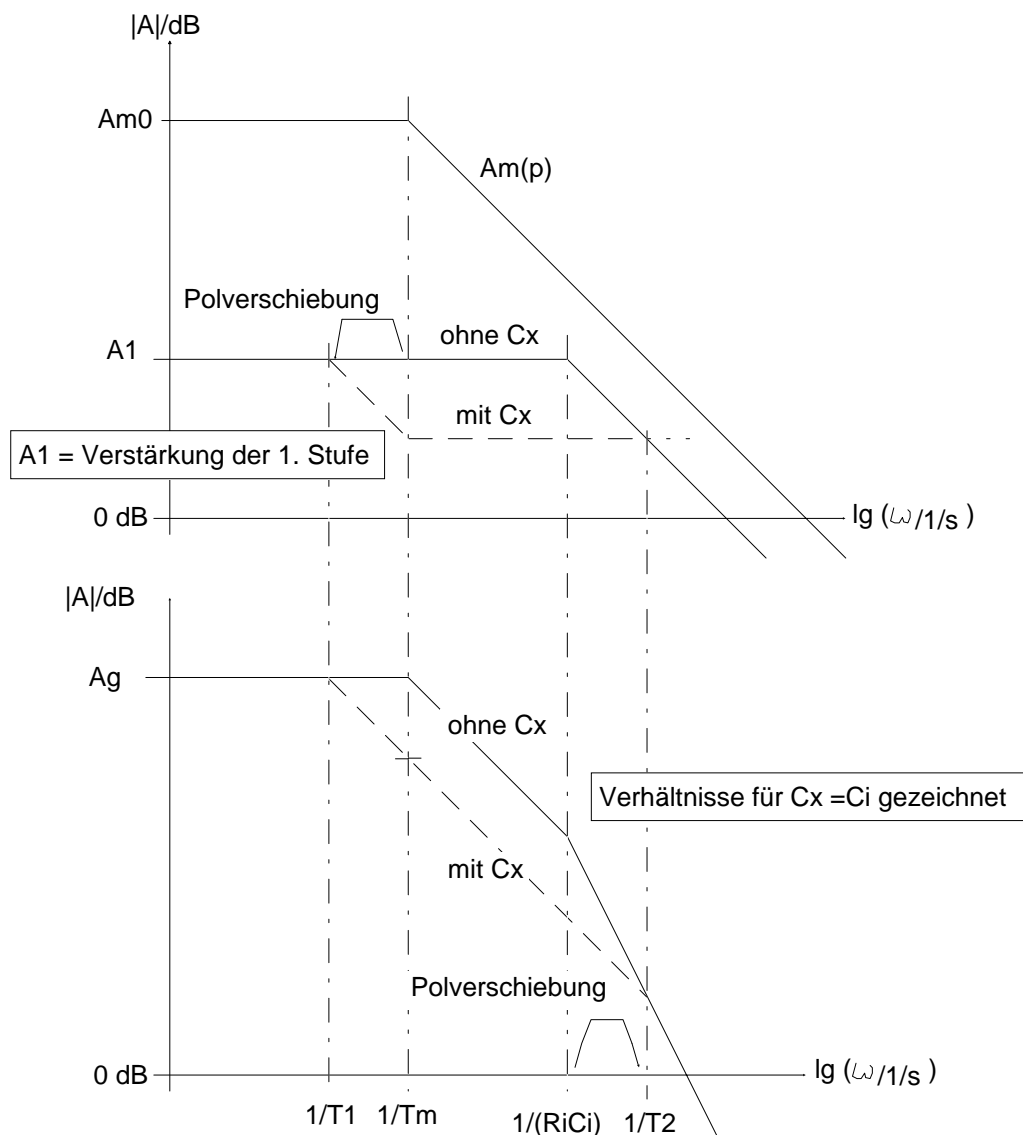 |A|/dB
Am0
Am(p)
Polverschiebung
ohne Cx
A1
mit Cx
A1 = Verstärkung der 1. Stufe
0 dB
lg (ω/1/s )
|A|/dB
Ag
ohne Cx
Verhältnisse für Cx =Ci gezeichnet
mit Cx
Polverschiebung
0 dB
lg (ω/1/s )
1/T1
1/Tm
1/(RiCi)
1/T2